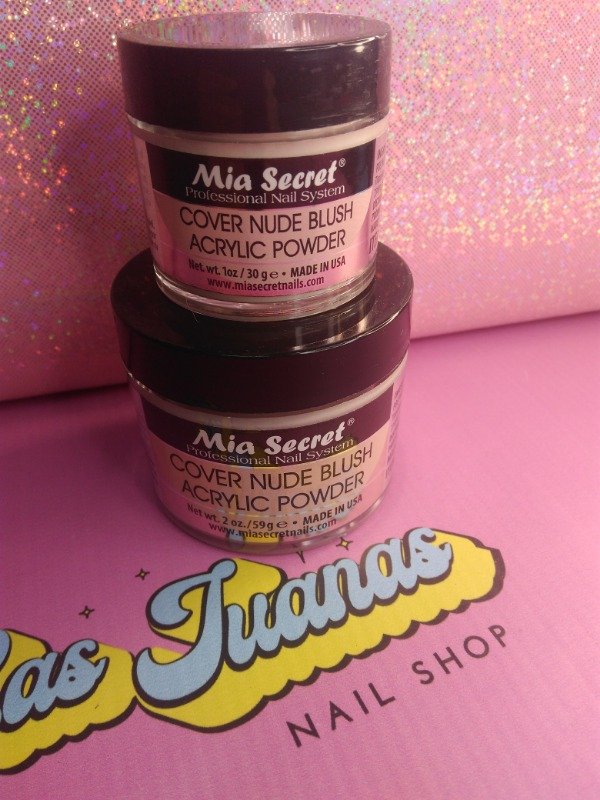 Mia Secret®
Professional Nail System
COVER NUDE BLUSH
ACRYLIC POWDER
Net. wt. 1oz / 30 g ℮ • MADE IN USA
www.miasecretnails.com
Mia Secret®
Professional Nail System
COVER NUDE BLUSH
ACRYLIC POWDER
Net wt. 2 oz./59 g ℮ • MADE IN USA
www.miasecretnails.com
Las Juanas
NAIL SHOP